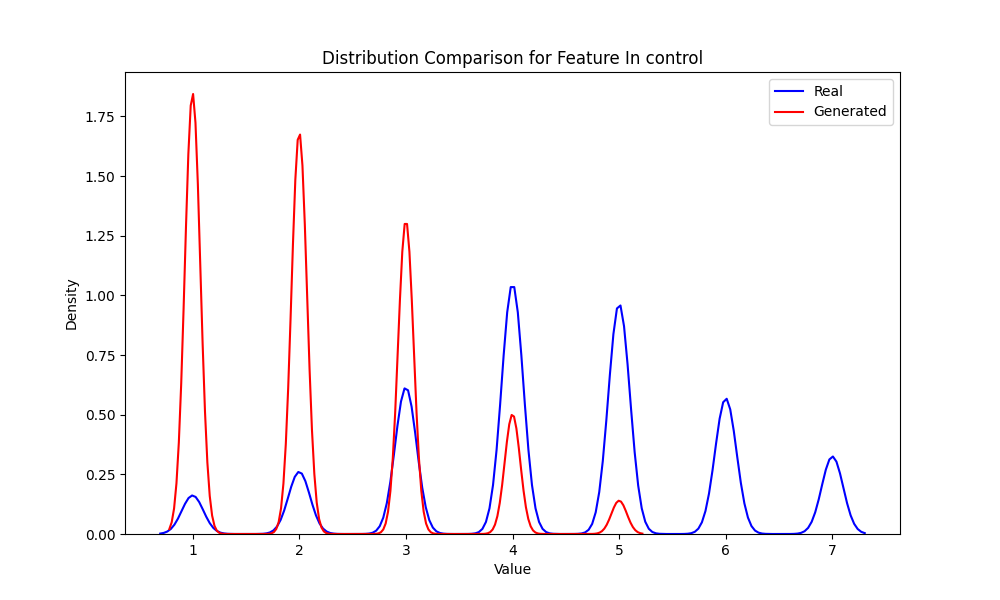 Distribution Comparison for Feature In control
Real
Generated
1.75
1.50
1.25
1.00
0.75
0.50
0.25
0.00
Density
1 2 3 4 5 6 7
Value